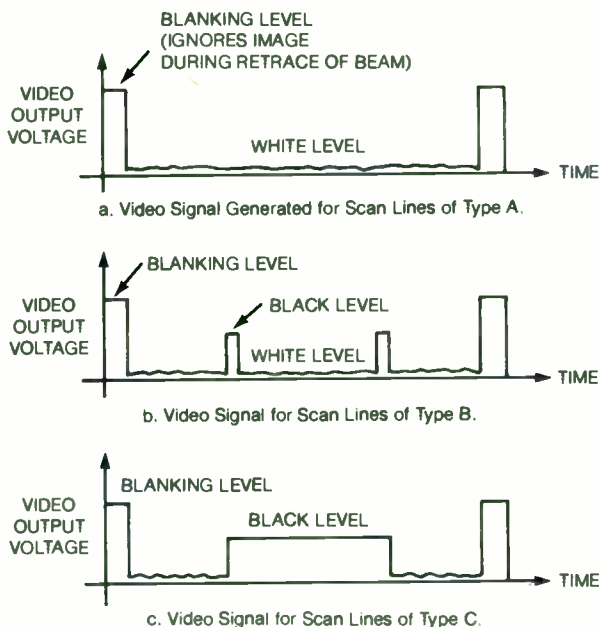 BLANKING LEVEL
(IGNORES IMAGE
DURING RETRACE OF BEAM)
VIDEO
OUTPUT
VOLTAGE
WHITE LEVEL
TIME
a. Video Signal Generated for Scan Lines of Type A.
BLANKING LEVEL
VIDEO
OUTPUT
VOLTAGE
BLACK LEVEL
WHITE LEVEL
TIME
b. Video Signal for Scan Lines of Type B.
BLANKING LEVEL
VIDEO
OUTPUT
VOLTAGE
BLACK LEVEL
TIME
c. Video Signal for Scan Lines of Type C.